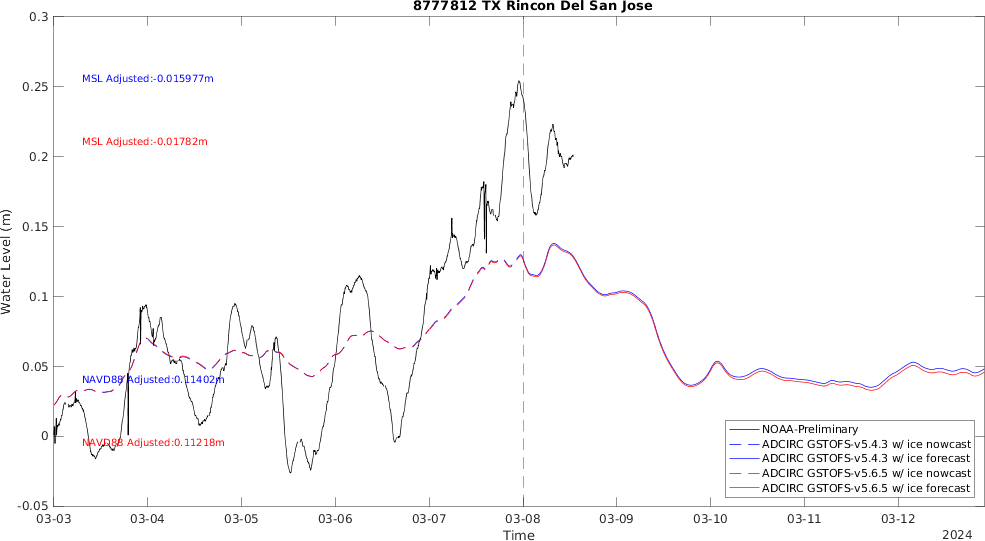 8777812 TX Rincon Del San Jose
0.3
0.25
0.2
0.15
0.1
0.05
0
-0.05
Water Level (m)
MSL Adjusted:-0.015977m
MSL Adjusted:-0.01782m
NAVD88 Adjusted:0.11402m
NAVD88 Adjusted:0.11218m
NOAA-Preliminary
ADCIRC GSTOFS-v5.4.3 w/ ice nowcast
ADCIRC GSTOFS-v5.4.3 w/ ice forecast
ADCIRC GSTOFS-v5.6.5 w/ ice nowcast
ADCIRC GSTOFS-v5.6.5 w/ ice forecast
03-03 03-04 03-05 03-06 03-07 03-08 03-09 03-10 03-11 03-12
Time
2024